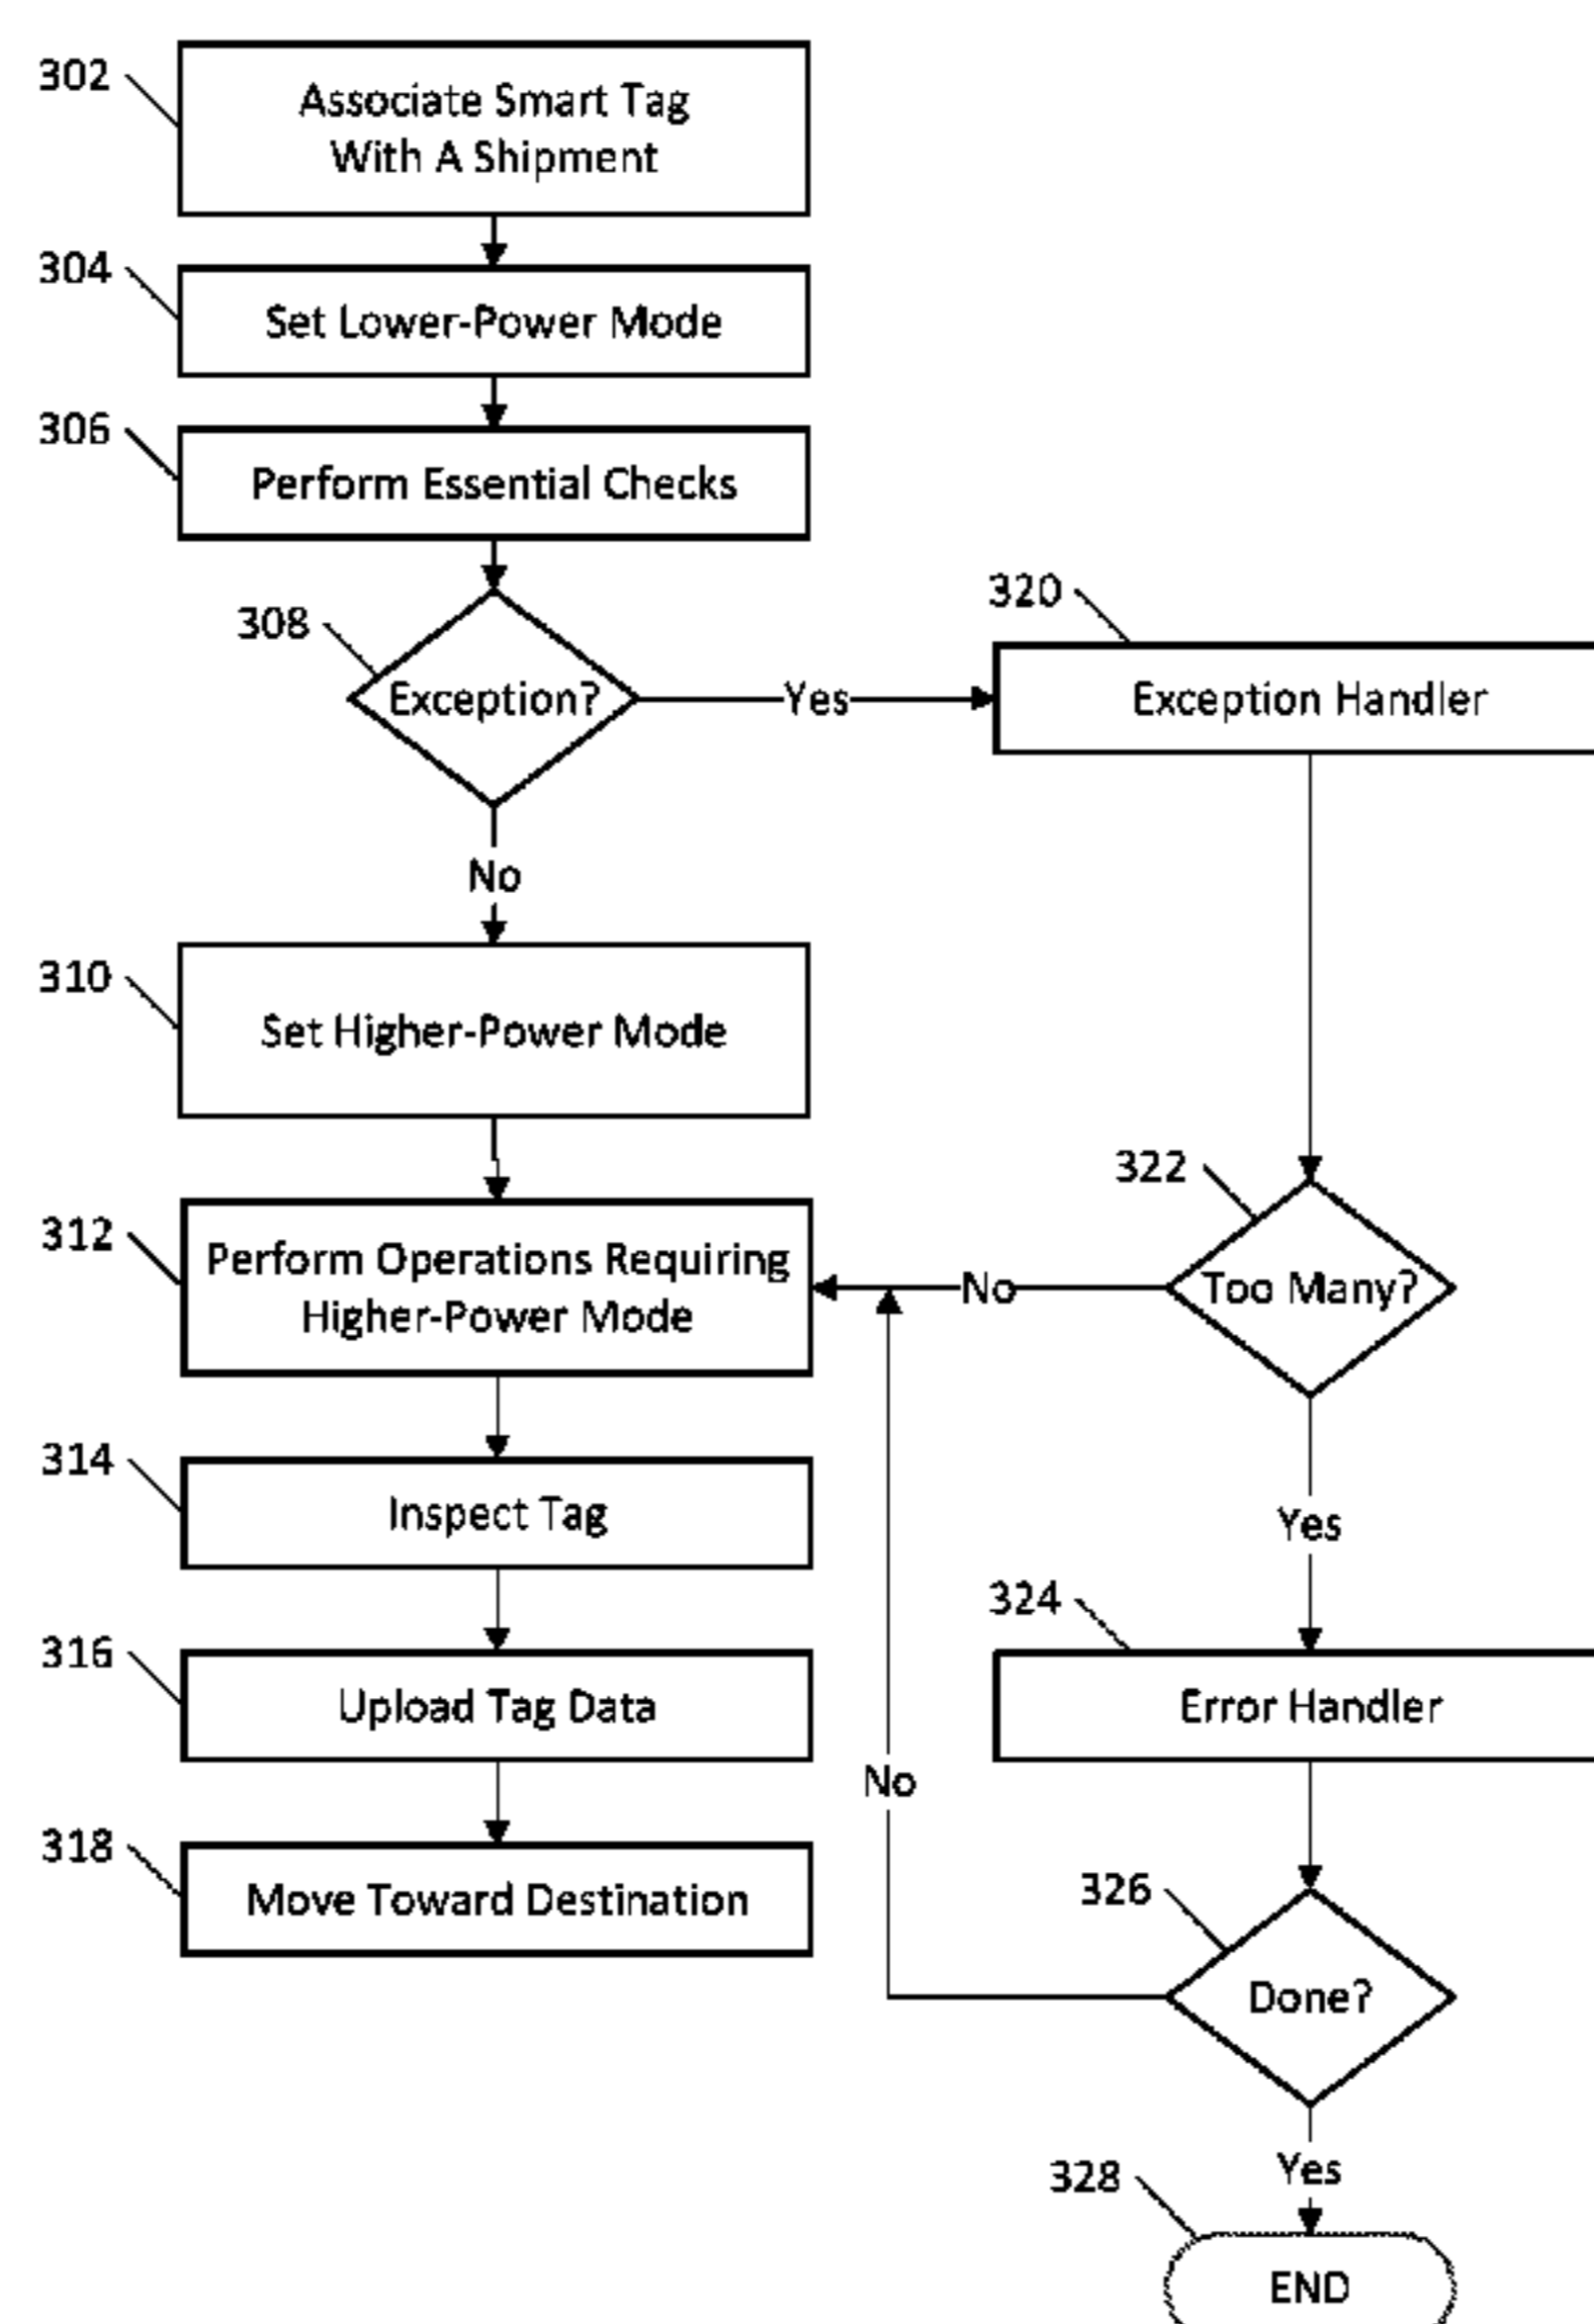 302
Associate Smart Tag
With A Shipment
304
Set Lower-Power Mode
306
Perform Essential Checks
308
Exception?
Yes
320
Exception Handler
No
310
Set Higher-Power Mode
312
Perform Operations Requiring
Higher-Power Mode
322
Too Many?
No
314
Inspect Tag
Yes
316
Upload Tag Data
324
Error Handler
No
318
Move Toward Destination
326
Done?
Yes
328
END